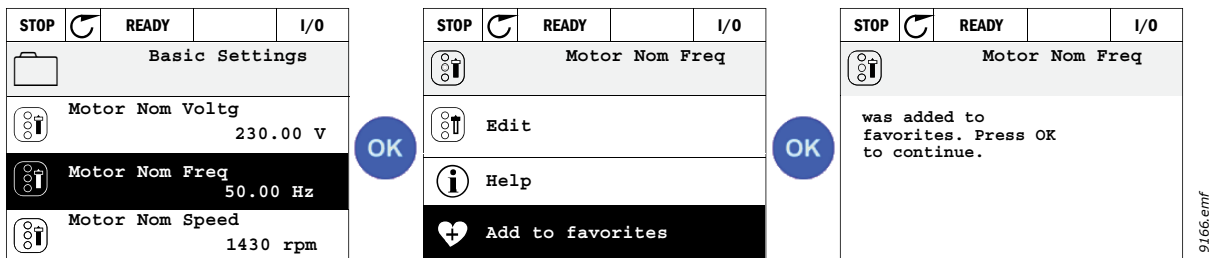 STOP READY I/O
Basic Settings
Motor Nom Voltg
230.00 V
Motor Nom Freq
50.00 Hz
Motor Nom Speed
1430 rpm
OK
STOP READY I/O
Motor Nom Freq
Edit
Help
Add to favorites
OK
STOP READY I/O
Motor Nom Freq
was added to
favorites. Press OK
to continue.
9166.emf